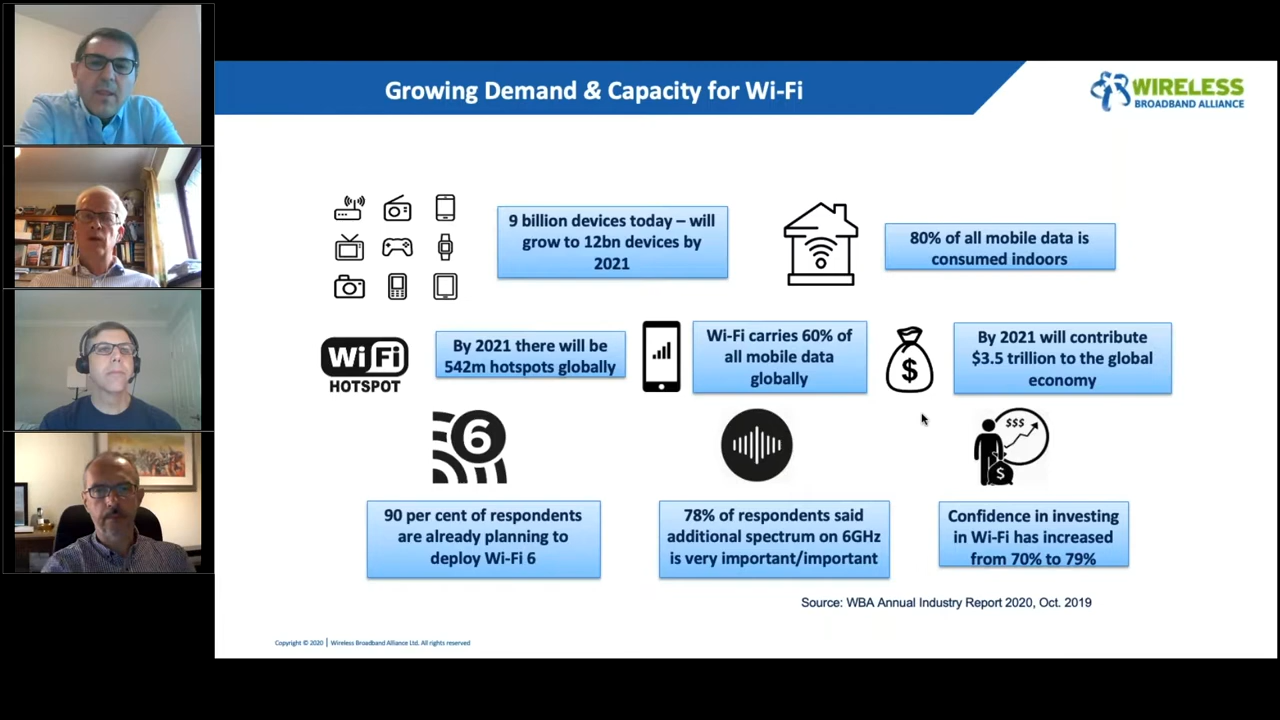 Growing Demand & Capacity for Wi-Fi
WIRELESS
BROADBAND ALLIANCE
9 billion devices today – will
grow to 12bn devices by
2021
80% of all mobile data is
consumed indoors
Wi Fi
HOTSPOT
By 2021 there will be
542m hotspots globally
Wi-Fi carries 60% of
all mobile data
globally
$
By 2021 will contribute
$3.5 trillion to the global
economy
6
$$$
$
90 per cent of respondents
are already planning to
deploy Wi-Fi 6
78% of respondents said
additional spectrum on 6GHz
is very important/important
Confidence in investing
in Wi-Fi has increased
from 70% to 79%
Source: WBA Annual Industry Report 2020, Oct. 2019
Copyright © 2020 | Wireless Broadband Alliance Ltd. All rights reserved